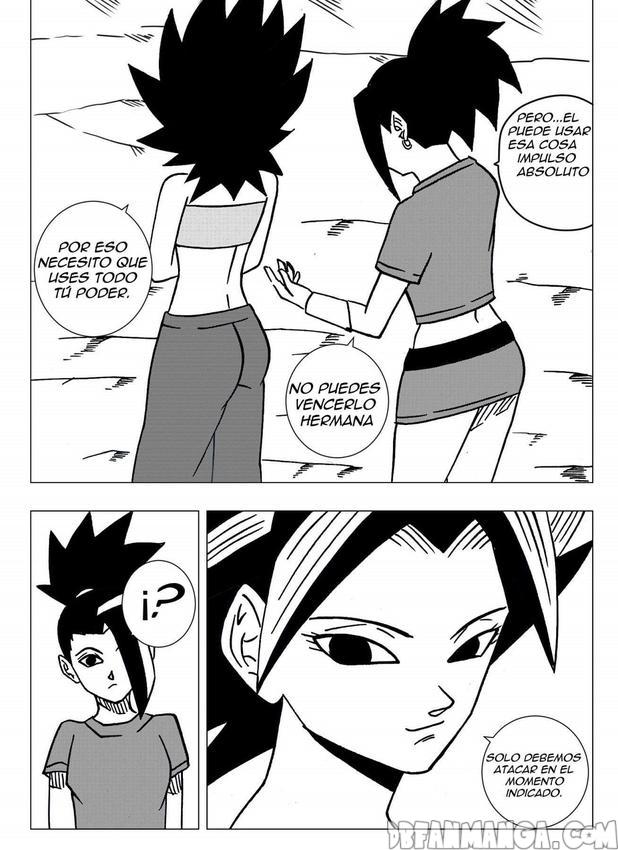 PERO...EL
PUEDE USAR
ESA COSA
IMPULSO
ABSOLUTO
POR ESO
NECESITO QUE
USES TODO
TÚ PODER.
NO PUEDES
VENCERLO
HERMANA
¡?
SOLO DEBEMOS
ATACAR EN EL
MOMENTO
INDICADO.
DBFANMANGA.COM